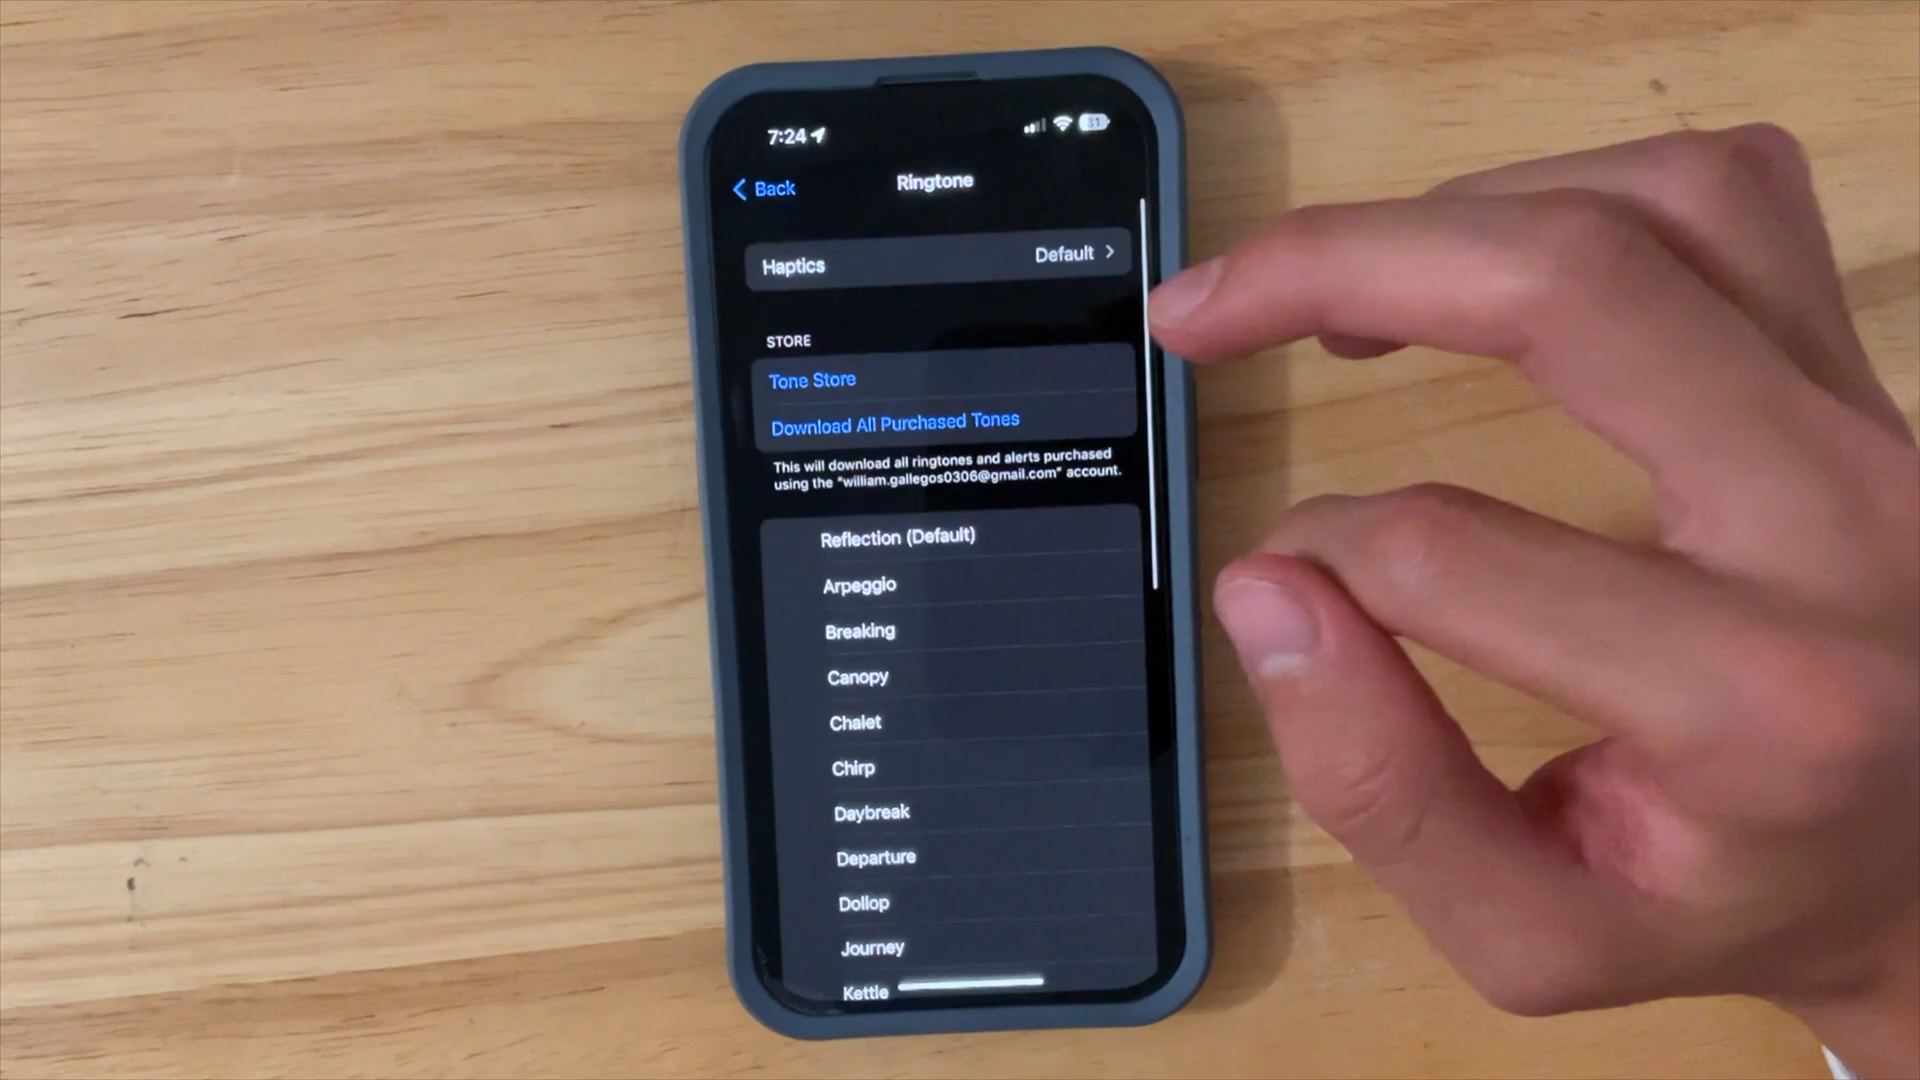 7:24
31
Back
Ringtone
Haptics
Default
STORE
Tone Store
Download All Purchased Tones
This will download all ringtones and alerts purchased
using the "william.gallegos0306@gmail.com" account.
Reflection (Default)
Arpeggio
Breaking
Canopy
Chalet
Chirp
Daybreak
Departure
Dollop
Journey
Kettle